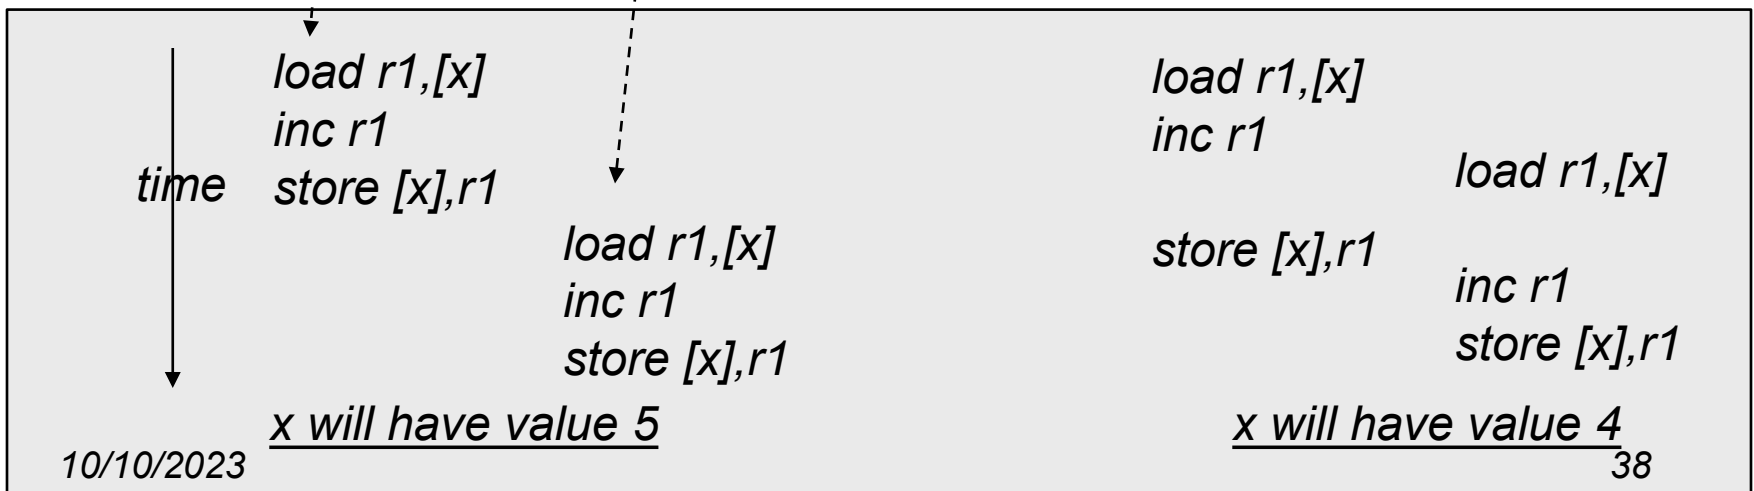 load r1,[x]
inc r1
time
store [x],r1
load r1,[x]
inc r1
store [x],r1
x will have value 5
load r1,[x]
inc r1
load r1,[x]
store [x],r1
inc r1
store [x],r1
x will have value 4
10/10/2023
38